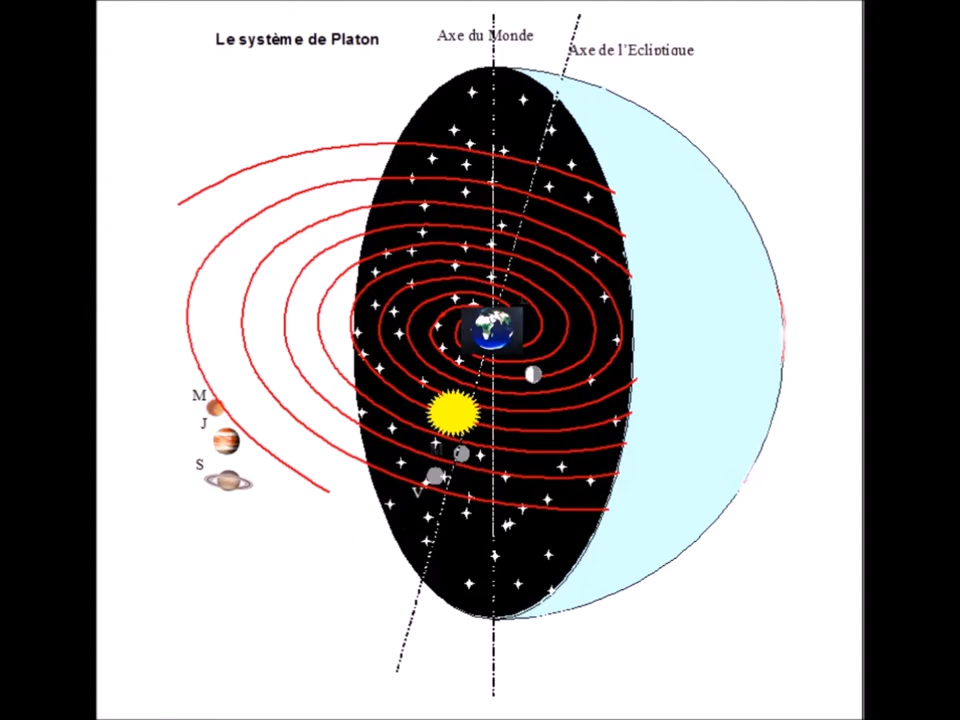 Le système de Platon
Axe du Monde
Axe de l'Ecliptique
M
J
S
M
V